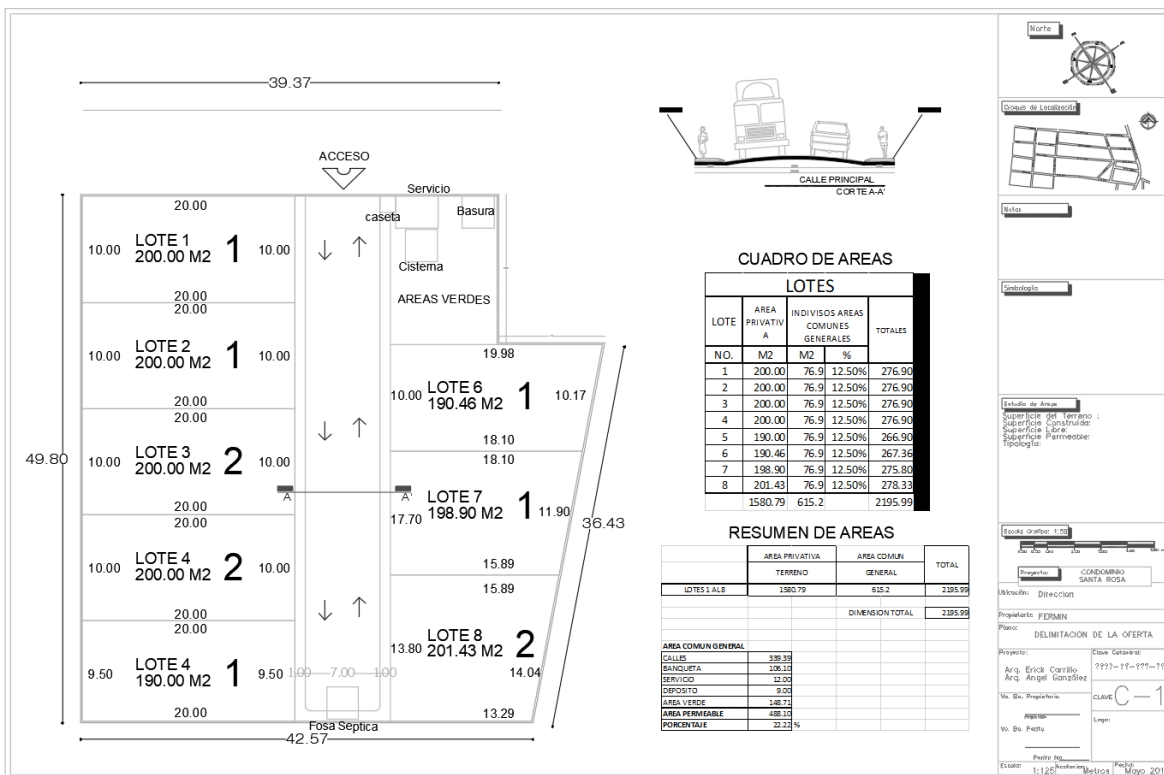 39.37
ACCESO
Servicio
caseta
Basura
Cisterna
AREAS VERDES
20.00
10.00 LOTE 1 1 10.00
200.00 M2
20.00
20.00
10.00 LOTE 2 1 10.00
200.00 M2
20.00
20.00
10.00 LOTE 3 2 10.00
200.00 M2
20.00
20.00
10.00 LOTE 4 2 10.00
200.00 M2
20.00
20.00
9.50 LOTE 4 1 9.50
190.00 M2
20.00
49.80
A A'
1.00 7.00 1.00
Fosa Septica
42.57
19.98
10.00 LOTE 6 1 10.17
190.46 M2
18.10
18.10
17.70 LOTE 7 1 11.90
198.90 M2
15.89
15.89
13.80 LOTE 8 2 14.04
201.43 M2
13.29
36.43
CALLE PRINCIPAL
CORTE A-A'
CUADRO DE AREAS
LOTES
LOTE AREA PRIVATIV A INDIVISOS AREAS COMUNES GENERALES TOTALES
NO. M2 M2 %
1 200.00 76.9 12.50% 276.90
2 200.00 76.9 12.50% 276.90
3 200.00 76.9 12.50% 276.90
4 200.00 76.9 12.50% 276.90
5 190.00 76.9 12.50% 266.90
6 190.46 76.9 12.50% 267.36
7 198.90 76.9 12.50% 275.80
8 201.43 76.9 12.50% 278.33
1580.79 615.2 2195.99
RESUMEN DE AREAS
AREA PRIVATIVA AREA COMUN TOTAL
TERRENO GENERAL
LOTES 1 AL 8 1580.79 615.2 2195.99
DIMENSION TOTAL 2195.99
AREA COMUN GENERAL
CALLES 339.39
BANQUETA 106.10
SERVICIO 12.00
DEPOSITO 9.00
AREA VERDE 148.71
AREA PERMEABLE 488.10
PORCENTAJE 22.22 %
Norte
Croquis de Localización
Notas
Simbología
Estudio de Areas
Superficie del Terreno :
Superficie Construida:
Superficie Libre:
Superficie Permeable:
Tipología:
Escala Grafica: 1:50
Proyecto: CONDOMINIO
SANTA ROSA
Ubicación: Direccion
Propietario: FERMIN
Plano:
DELIMITACION DE LA OFERTA
Proyecto:
Arq. Erick Carrillo
Arq. Angel González
Clave Catastral:
????-??-???-??
Vo. Bo. Propietario
CLAVE C-1
Vo. Bo. Perito
Perito No.
Lugar:
Escala: 1:125
Acotacion: Metros
Fecha: Mayo 201